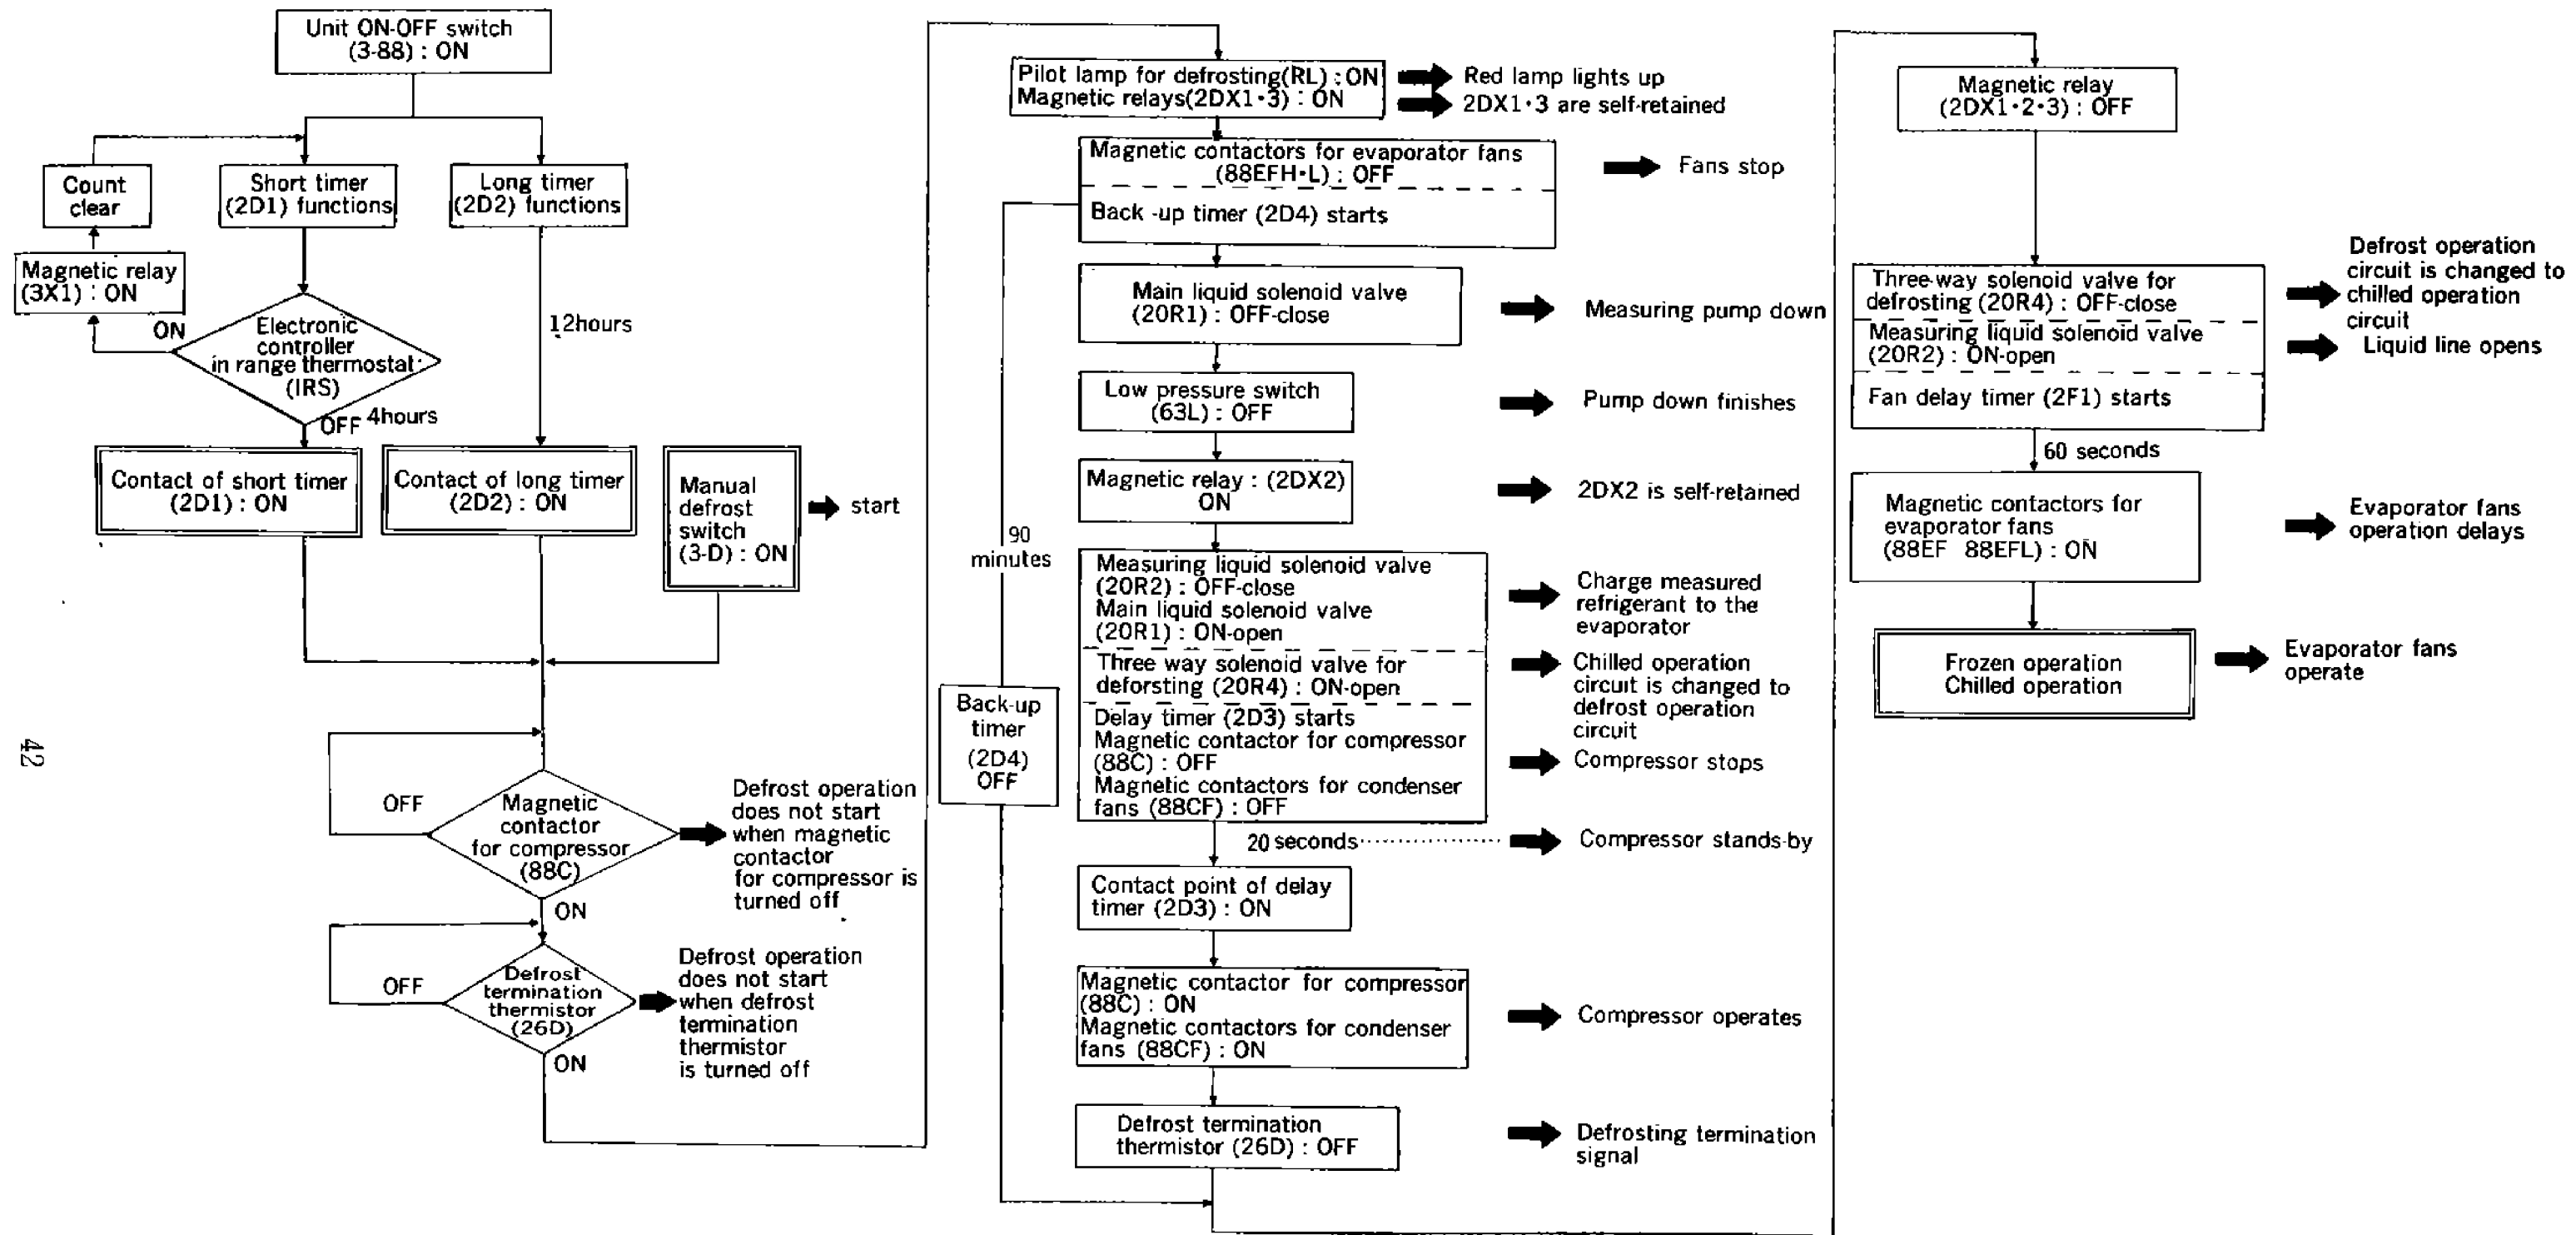 Unit ON-OFF switch
(3-88) : ON
Count
clear
Short timer
(2D1) functions
Long timer
(2D2) functions
Magnetic relay
(3X1) : ON
ON
Electronic
controller
in range thermostat
(IRS)
12hours
OFF 4hours
Contact of short timer
(2D1) : ON
Contact of long timer
(2D2) : ON
Manual
defrost
switch
(3-D) : ON
start
OFF
Magnetic
contactor
for compressor
(88C)
Defrost operation
does not start
when magnetic
contactor
for compressor is
turned off
ON
OFF
Defrost
termination
thermistor
(26D)
Defrost operation
does not start
when defrost
termination
thermistor
is turned off
ON
42
Pilot lamp for defrosting(RL) : ON
Magnetic relays(2DX1·3) : ON
Red lamp lights up
2DX1·3 are self-retained
Magnetic contactors for evaporator fans
(88EFH·L) : OFF
Fans stop
Back -up timer (2D4) starts
Main liquid solenoid valve
(20R1) : OFF-close
Measuring pump down
Low pressure switch
(63L) : OFF
Pump down finishes
Magnetic relay : (2DX2)
ON
2DX2 is self-retained
90
minutes
Measuring liquid solenoid valve
(20R2) : OFF-close
Main liquid solenoid valve
(20R1) : ON-open
Charge measured
refrigerant to the
evaporator
Three way solenoid valve for
deforsting (20R4) : ON-open
Chilled operation
circuit is changed to
defrost operation
circuit
Delay timer (2D3) starts
Magnetic contactor for compressor
(88C) : OFF
Magnetic contactors for condenser
fans (88CF) : OFF
Compressor stops
Back-up
timer
(2D4)
OFF
20 seconds
Compressor stands-by
Contact point of delay
timer (2D3) : ON
Magnetic contactor for compressor
(88C) : ON
Magnetic contactors for condenser
fans (88CF) : ON
Compressor operates
Defrost termination
thermistor (26D) : OFF
Defrosting termination
signal
Magnetic relay
(2DX1·2·3) : OFF
Three-way solenoid valve for
defrosting (20R4) : OFF-close
Defrost operation
circuit is changed to
chilled operation
circuit
Measuring liquid solenoid valve
(20R2) : ON-open
Liquid line opens
Fan delay timer (2F1) starts
60 seconds
Magnetic contactors for
evaporator fans
(88EF 88EFL) : ON
Evaporator fans
operation delays
Frozen operation
Chilled operation
Evaporator fans
operate